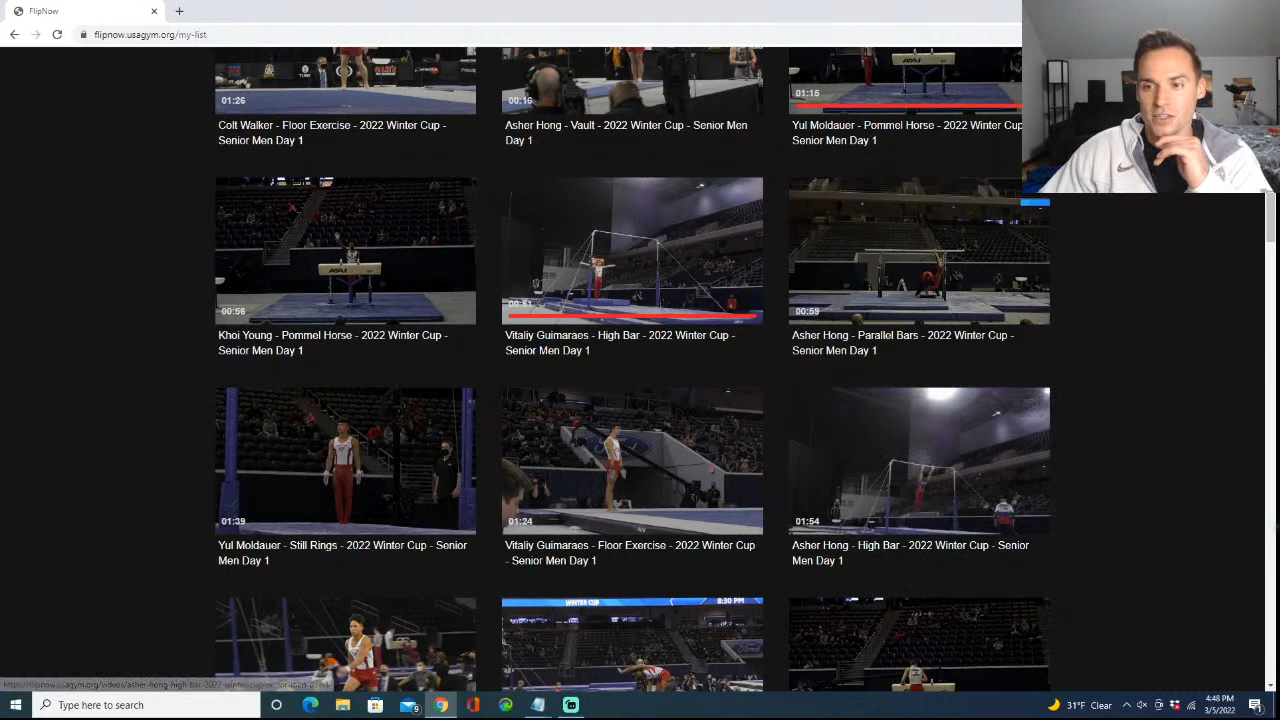 FlipNow
flipnow.usagym.org/my-list
01:26
00:16
01:15
Colt Walker - Floor Exercise - 2022 Winter Cup -
Senior Men Day 1
Asher Hong - Vault - 2022 Winter Cup - Senior Men
Day 1
Yul Moldauer - Pommel Horse - 2022 Winter Cup
Senior Men Day 1
00:56
00:51
00:59
Khoi Young - Pommel Horse - 2022 Winter Cup -
Senior Men Day 1
Vitaliy Guimaraes - High Bar - 2022 Winter Cup -
Senior Men Day 1
Asher Hong - Parallel Bars - 2022 Winter Cup -
Senior Men Day 1
Ford
01:39
01:24
01:54
Yul Moldauer - Still Rings - 2022 Winter Cup - Senior
Men Day 1
Vitaliy Guimaraes - Floor Exercise - 2022 Winter Cup
- Senior Men Day 1
Asher Hong - High Bar - 2022 Winter Cup - Senior
Men Day 1
WINTER CUP
8:30 PM
Ford
Type here to search
31°F Clear
4:48 PM
3/5/2022